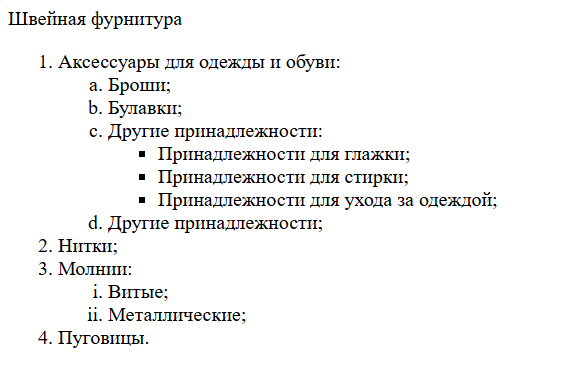 Швейная фурнитура
1. Аксессуары для одежды и обуви:
a. Броши;
b. Булавки;
c. Другие принадлежности:
▪ Принадлежности для глажки;
▪ Принадлежности для стирки;
▪ Принадлежности для ухода за одеждой;
d. Другие принадлежности;
2. Нитки;
3. Молнии:
i. Витые;
ii. Металлические;
4. Пуговицы.